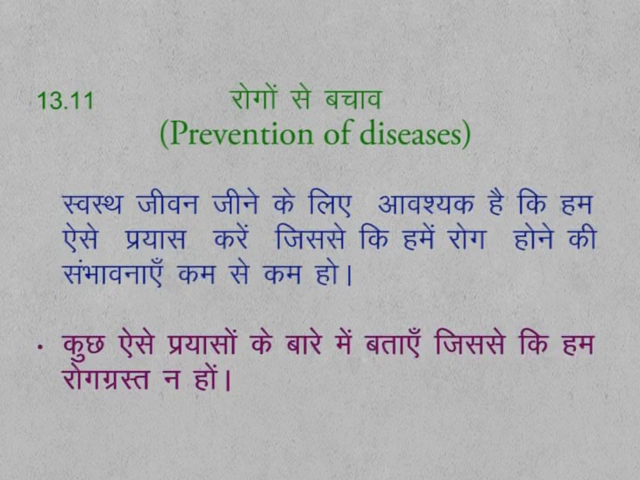 13.11 रोगों से बचाव
(Prevention of diseases)
स्वस्थ जीवन जीने के लिए आवश्यक है कि हम
ऐसे प्रयास करें जिससे कि हमें रोग होने की
संभावनाएँ कम से कम हो।
• कुछ ऐसे प्रयासों के बारे में बताएँ जिससे कि हम
रोगग्रस्त न हों।